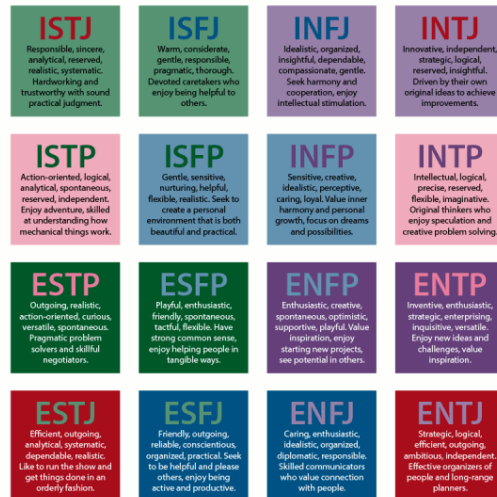 ISTJ
Responsible, sincere,
analytical, reserved,
realistic, systematic.
Hardworking and
trustworthy with sound
practical judgment.
ISFJ
Warm, considerate,
gentle, responsible,
pragmatic, thorough.
Devoted caretakers who
enjoy being helpful to
others.
INFJ
Idealistic, organized,
insightful, dependable,
compassionate, gentle.
Seek harmony and
cooperation, enjoy
intellectual stimulation.
INTJ
Innovative, independent,
strategic, logical,
reserved, insightful.
Driven by their own
original ideas to achieve
improvements.
ISTP
Action-oriented, logical,
analytical, spontaneous,
reserved, independent.
Enjoy adventure, skilled
at understanding how
mechanical things work.
ISFP
Gentle, sensitive,
nurturing, helpful,
flexible, realistic. Seek to
create a personal
environment that is both
beautiful and practical.
INFP
Sensitive, creative,
idealistic, perceptive,
caring, loyal. Value inner
harmony and personal
growth, focus on dreams
and possibilities.
INTP
Intellectual, logical,
precise, reserved,
flexible, imaginative.
Original thinkers who
enjoy speculation and
creative problem solving.
ESTP
Outgoing, realistic,
action-oriented, curious,
versatile, spontaneous.
Pragmatic problem
solvers and skillful
negotiators.
ESFP
Playful, enthusiastic,
friendly, spontaneous,
tactful, flexible. Have
strong common sense,
enjoy helping people in
tangible ways.
ENFP
Enthusiastic, creative,
spontaneous, optimistic,
supportive, playful. Value
inspiration, enjoy
starting new projects,
see potential in others.
ENTP
Inventive, enthusiastic,
strategic, enterprising,
inquisitive, versatile.
Enjoy new ideas and
challenges, value
inspiration.
ESTJ
Efficient, outgoing,
analytical, systematic,
dependable, realistic.
Like to run the show and
get things done in an
orderly fashion.
ESFJ
Friendly, outgoing,
reliable, conscientious,
organized, practical. Seek
to be helpful and please
others, enjoy being
active and productive.
ENFJ
Caring, enthusiastic,
idealistic, organized,
diplomatic, responsible.
Skilled communicators
who value connection
with people.
ENTJ
Strategic, logical,
efficient, outgoing,
ambitious, independent.
Effective organizers of
people and long-range
planners.